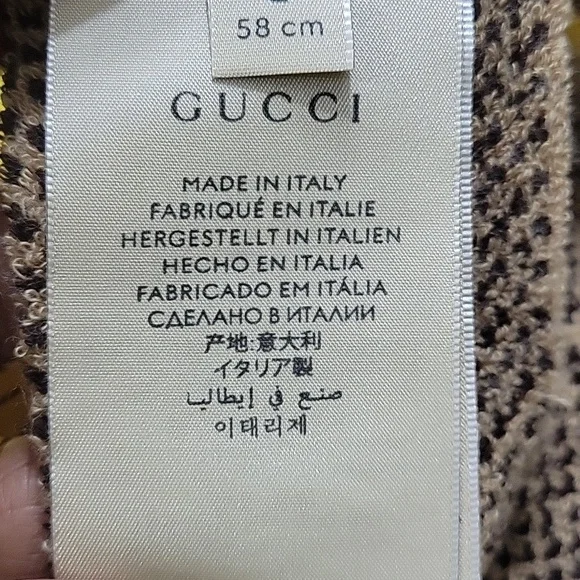 58 cm
GUCCI
MADE IN ITALY
FABRIQUÉ EN ITALIE
HERGESTELLT IN ITALIEN
HECHO EN ITALIA
FABRICADO EM ITÁLIA
СДЕЛАНО В ИТАЛИИ
产地:意大利
イタリア製
صنع في إيطاليا
이태리제